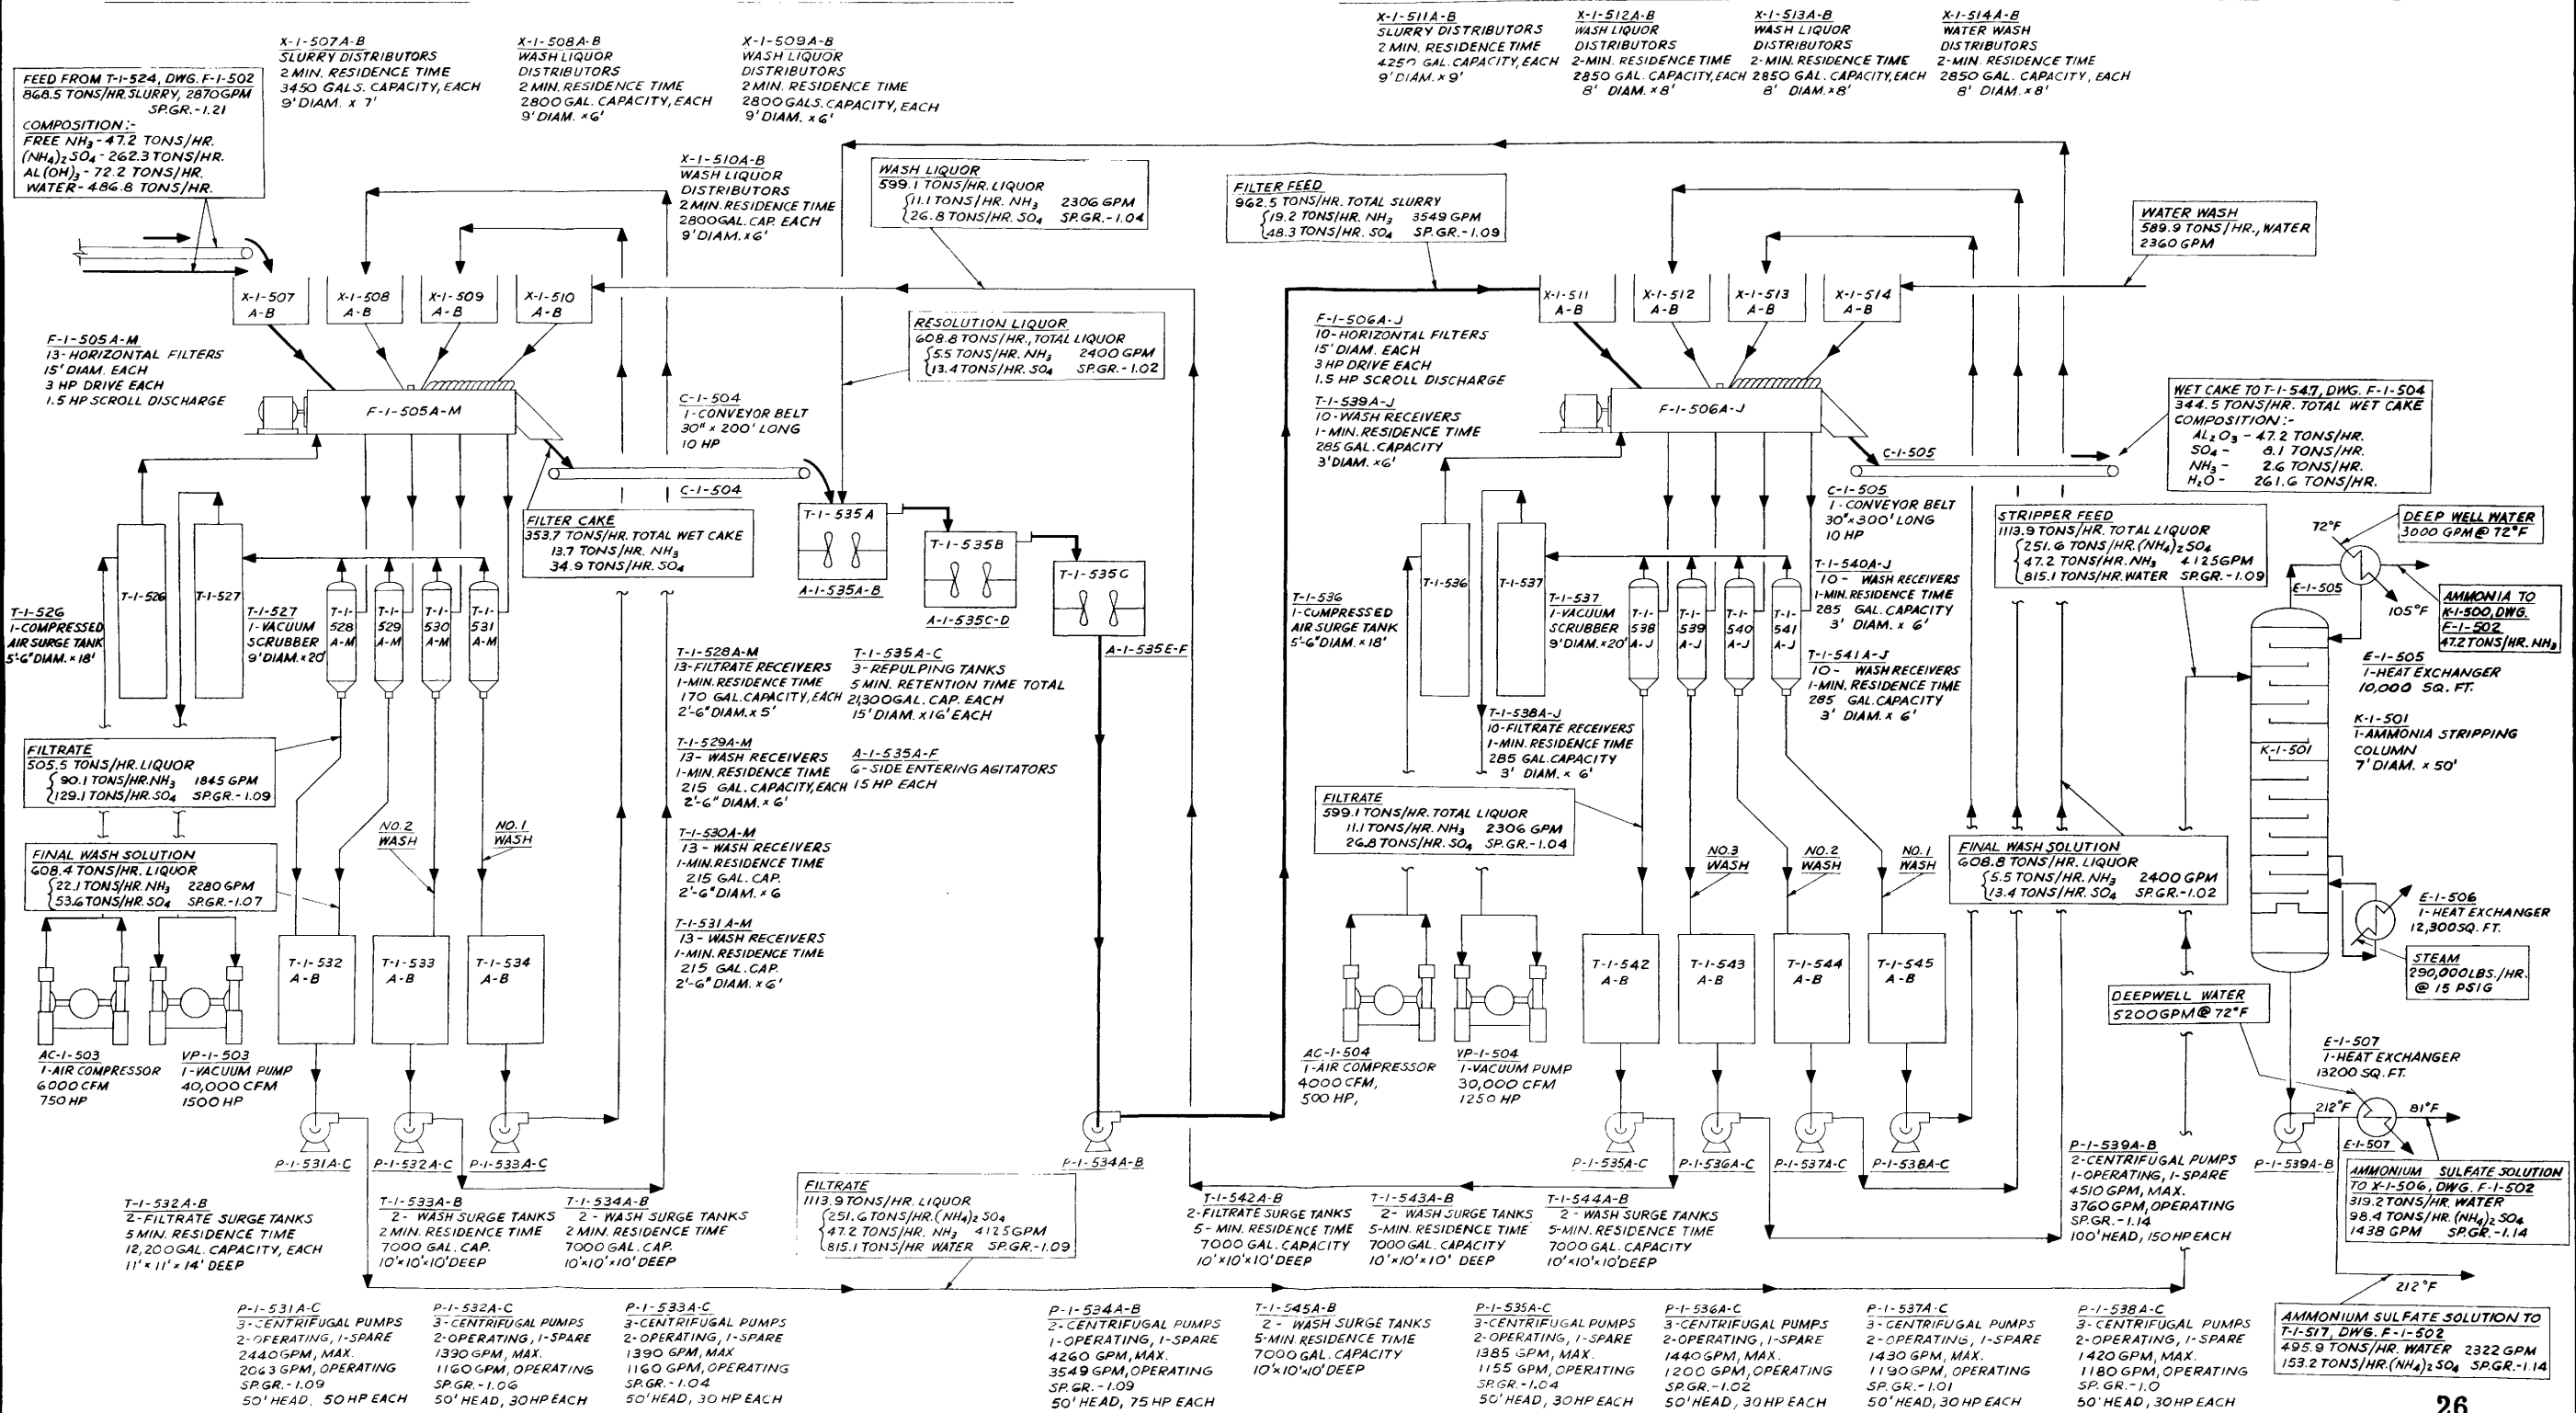 X-1-507A-B
SLURRY DISTRIBUTORS
2 MIN. RESIDENCE TIME
3450 GALS. CAPACITY, EACH
9' DIAM. x 7'
X-1-508A-B
WASH LIQUOR
DISTRIBUTORS
2 MIN. RESIDENCE TIME
2800 GAL. CAPACITY, EACH
9' DIAM. x 6'
X-1-509A-B
WASH LIQUOR
DISTRIBUTORS
2 MIN. RESIDENCE TIME
2800 GALS. CAPACITY, EACH
9' DIAM. x 6'
X-1-511A-B
SLURRY DISTRIBUTORS
2 MIN. RESIDENCE TIME
4250 GAL. CAPACITY, EACH
9' DIAM. x 9'
X-1-512A-B
WASH LIQUOR
DISTRIBUTORS
2-MIN. RESIDENCE TIME
2850 GAL. CAPACITY, EACH
8' DIAM. x 8'
X-1-513A-B
WASH LIQUOR
DISTRIBUTORS
2-MIN. RESIDENCE TIME
2850 GAL. CAPACITY, EACH
8' DIAM. x 8'
X-1-514A-B
WATER WASH
DISTRIBUTORS
2-MIN. RESIDENCE TIME
2850 GAL. CAPACITY, EACH
8' DIAM. x 8'
FEED FROM T-1-524, DWG. F-1-502
868.5 TONS/HR. SLURRY, 2870 GPM
SP.GR.-1.21
COMPOSITION:-
FREE NH3 - 47.2 TONS/HR.
(NH4)2 SO4 - 262.3 TONS/HR.
AL(OH)3 - 72.2 TONS/HR.
WATER - 486.8 TONS/HR.
X-1-510A-B
WASH LIQUOR
DISTRIBUTORS
2 MIN. RESIDENCE TIME
2800 GAL. CAP. EACH
9' DIAM. x 6'
WASH LIQUOR
599.1 TONS/HR. LIQUOR
11.1 TONS/HR. NH3 2306 GPM
26.8 TONS/HR. SO4 SP.GR.-1.04
FILTER FEED
962.5 TONS/HR. TOTAL SLURRY
19.2 TONS/HR. NH3 3549 GPM
48.3 TONS/HR. SO4 SP.GR.-1.09
WATER WASH
589.9 TONS/HR., WATER
2360 GPM
X-1-507
A-B
X-1-508
A-B
X-1-509
A-B
X-1-510
A-B
X-1-511
A-B
X-1-512
A-B
X-1-513
A-B
X-1-514
A-B
F-1-505A-M
13-HORIZONTAL FILTERS
15' DIAM. EACH
3 HP DRIVE EACH
1.5 HP SCROLL DISCHARGE
F-1-505A-M
RESOLUTION LIQUOR
608.8 TONS/HR., TOTAL LIQUOR
5.5 TONS/HR. NH3 2400 GPM
13.4 TONS/HR. SO4 SP.GR.-1.02
C-1-504
1-CONVEYOR BELT
30" x 200' LONG
10 HP
C-1-504
FILTER CAKE
353.7 TONS/HR. TOTAL WET CAKE
13.7 TONS/HR. NH3
34.9 TONS/HR. SO4
F-1-506A-J
10-HORIZONTAL FILTERS
15' DIAM. EACH
3 HP DRIVE EACH
1.5 HP SCROLL DISCHARGE
T-1-539A-J
10-WASH RECEIVERS
1-MIN. RESIDENCE TIME
285 GAL. CAPACITY
3' DIAM. x 6'
F-1-506A-J
C-1-505
C-1-505
1-CONVEYOR BELT
30" x 300' LONG
10 HP
WET CAKE TO T-1-547, DWG. F-1-504
344.5 TONS/HR. TOTAL WET CAKE
COMPOSITION:-
AL2O3 - 47.2 TONS/HR.
SO4 - 8.1 TONS/HR.
NH3 - 2.6 TONS/HR.
H2O - 261.6 TONS/HR.
STRIPPER FEED
1113.9 TONS/HR. TOTAL LIQUOR
251.6 TONS/HR. (NH4)2 SO4
47.2 TONS/HR. NH3 4125 GPM
815.1 TONS/HR. WATER SP.GR.-1.09
72°F
DEEP WELL WATER
3000 GPM @ 72°F
E-1-505
105°F
AMMONIA TO
K-1-500, DWG.
F-1-502
47.2 TONS/HR. NH3
E-1-505
1-HEAT EXCHANGER
10,000 SQ. FT.
K-1-501
1-AMMONIA STRIPPING
COLUMN
7' DIAM. x 50'
K-1-501
T-1-535A
A-1-535A-B
T-1-535B
A-1-535C-D
T-1-535C
A-1-535E-F
T-1-526
1-COMPRESSED
AIR SURGE TANK
5'-6" DIAM. x 18'
T-1-526
T-1-527
T-1-527
1-VACUUM
SCRUBBER
9' DIAM. x 20'
T-1-
528
A-M
T-1-
529
A-M
T-1-
530
A-M
T-1-
531
A-M
T-1-528A-M
13-FILTRATE RECEIVERS
1-MIN. RESIDENCE TIME
170 GAL. CAPACITY, EACH
2'-6" DIAM. x 5'
T-1-535A-C
3-REPULPING TANKS
5 MIN. RETENTION TIME TOTAL
21,300 GAL. CAP. EACH
15' DIAM. x 16' EACH
T-1-529A-M
13-WASH RECEIVERS
1-MIN. RESIDENCE TIME
215 GAL. CAPACITY, EACH
2'-6" DIAM. x 6'
A-1-535A-F
6-SIDE ENTERING AGITATORS
15 HP EACH
T-1-530A-M
13-WASH RECEIVERS
1-MIN. RESIDENCE TIME
215 GAL. CAP.
2'-6" DIAM. x 6
T-1-531A-M
13-WASH RECEIVERS
1-MIN. RESIDENCE TIME
215 GAL. CAP.
2'-6" DIAM. x 6'
T-1-536
1-COMPRESSED
AIR SURGE TANK
5'-6" DIAM. x 18'
T-1-536
T-1-537
T-1-537
1-VACUUM
SCRUBBER
9' DIAM. x 20'
T-1-
538
A-J
T-1-
539
A-J
T-1-
540
A-J
T-1-
541
A-J
T-1-540A-J
10 - WASH RECEIVERS
1-MIN. RESIDENCE TIME
285 GAL. CAPACITY
3' DIAM. x 6'
T-1-541A-J
10 - WASH RECEIVERS
1-MIN. RESIDENCE TIME
285 GAL. CAPACITY
3' DIAM. x 6'
T-1-538A-J
10-FILTRATE RECEIVERS
1-MIN. RESIDENCE TIME
285 GAL. CAPACITY
3' DIAM. x 6'
FILTRATE
505.5 TONS/HR. LIQUOR
90.1 TONS/HR. NH3 1845 GPM
129.1 TONS/HR. SO4 SP.GR.-1.09
FINAL WASH SOLUTION
608.4 TONS/HR. LIQUOR
22.1 TONS/HR. NH3 2280 GPM
53.6 TONS/HR. SO4 SP.GR.-1.07
NO. 2
WASH
NO. 1
WASH
FILTRATE
599.1 TONS/HR. TOTAL LIQUOR
11.1 TONS/HR. NH3 2306 GPM
26.8 TONS/HR. SO4 SP.GR.-1.04
NO. 3
WASH
NO. 2
WASH
NO. 1
WASH
FINAL WASH SOLUTION
608.8 TONS/HR. LIQUOR
5.5 TONS/HR. NH3 2400 GPM
13.4 TONS/HR. SO4 SP.GR.-1.02
E-1-506
1-HEAT EXCHANGER
12,300 SQ. FT.
STEAM
290,000 LBS./HR.
@ 15 PSIG
T-1-532
A-B
T-1-533
A-B
T-1-534
A-B
T-1-542
A-B
T-1-543
A-B
T-1-544
A-B
T-1-545
A-B
AC-1-503
1-AIR COMPRESSOR
6000 CFM
750 HP
VP-1-503
1-VACUUM PUMP
40,000 CFM
1500 HP
AC-1-504
1-AIR COMPRESSOR
4000 CFM,
500 HP,
VP-1-504
1-VACUUM PUMP
30,000 CFM
1250 HP
DEEPWELL WATER
5200 GPM @ 72°F
E-1-507
1-HEAT EXCHANGER
13200 SQ. FT.
212°F
81°F
E-1-507
P-1-531A-C
P-1-532A-C
P-1-533A-C
P-1-534A-B
P-1-535A-C
P-1-536A-C
P-1-537A-C
P-1-538A-C
P-1-539A-B
P-1-539A-B
2-CENTRIFUGAL PUMPS
1-OPERATING, 1-SPARE
4510 GPM, MAX.
3760 GPM, OPERATING
SP.GR.-1.14
100' HEAD, 150 HP EACH
AMMONIUM SULFATE SOLUTION
TO X-1-506, DWG. F-1-502
319.2 TONS/HR. WATER
98.4 TONS/HR. (NH4)2 SO4
1438 GPM SP.GR.-1.14
212°F
T-1-532A-B
2-FILTRATE SURGE TANKS
5 MIN. RESIDENCE TIME
12,200 GAL. CAPACITY, EACH
11' x 11' x 14' DEEP
T-1-533A-B
2 - WASH SURGE TANKS
2 MIN. RESIDENCE TIME
7000 GAL. CAP.
10'x10'x10' DEEP
T-1-534A-B
2 - WASH SURGE TANKS
2 MIN. RESIDENCE TIME
7000 GAL. CAP.
10'x10'x10' DEEP
FILTRATE
1113.9 TONS/HR. LIQUOR
251.6 TONS/HR. (NH4)2 SO4
47.2 TONS/HR. NH3 4125 GPM
815.1 TONS/HR WATER SP.GR.-1.09
T-1-542A-B
2-FILTRATE SURGE TANKS
5-MIN. RESIDENCE TIME
7000 GAL. CAPACITY
10'x10'x10' DEEP
T-1-543A-B
2-WASH SURGE TANKS
5-MIN. RESIDENCE TIME
7000 GAL. CAPACITY
10'x10'x10' DEEP
T-1-544A-B
2-WASH SURGE TANKS
5-MIN. RESIDENCE TIME
7000 GAL. CAPACITY
10'x10'x10' DEEP
P-1-531A-C
3-CENTRIFUGAL PUMPS
2-OPERATING, 1-SPARE
2440 GPM, MAX.
2063 GPM, OPERATING
SP.GR.-1.09
50' HEAD, 50 HP EACH
P-1-532A-C
3-CENTRIFUGAL PUMPS
2-OPERATING, 1-SPARE
1390 GPM, MAX.
1160 GPM, OPERATING
SP.GR.-1.06
50' HEAD, 30 HP EACH
P-1-533A-C
3-CENTRIFUGAL PUMPS
2-OPERATING, 1-SPARE
1390 GPM, MAX
1160 GPM, OPERATING
SP.GR.-1.04
50' HEAD, 30 HP EACH
P-1-534A-B
2-CENTRIFUGAL PUMPS
1-OPERATING, 1-SPARE
4260 GPM, MAX.
3549 GPM, OPERATING
SP.GR.-1.09
50' HEAD, 75 HP EACH
T-1-545A-B
2 - WASH SURGE TANKS
5-MIN. RESIDENCE TIME
7000 GAL. CAPACITY
10'x10'x10' DEEP
P-1-535A-C
3-CENTRIFUGAL PUMPS
2-OPERATING, 1-SPARE
1385 GPM, MAX.
1155 GPM, OPERATING
SP.GR.-1.04
50' HEAD, 30 HP EACH
P-1-536A-C
3-CENTRIFUGAL PUMPS
2-OPERATING, 1-SPARE
1440 GPM, MAX.
1200 GPM, OPERATING
SP.GR.-1.02
50' HEAD, 30 HP EACH
P-1-537A-C
3-CENTRIFUGAL PUMPS
2-OPERATING, 1-SPARE
1430 GPM, MAX.
1190 GPM, OPERATING
SP.GR.-1.01
50' HEAD, 30 HP EACH
P-1-538A-C
3-CENTRIFUGAL PUMPS
2-OPERATING, 1-SPARE
1420 GPM, MAX.
1180 GPM, OPERATING
SP.GR.-1.0
50' HEAD, 30 HP EACH
AMMONIUM SULFATE SOLUTION TO
T-1-517, DWG. F-1-502
495.9 TONS/HR. WATER 2322 GPM
153.2 TONS/HR. (NH4)2 SO4 SP.GR.-1.14
26